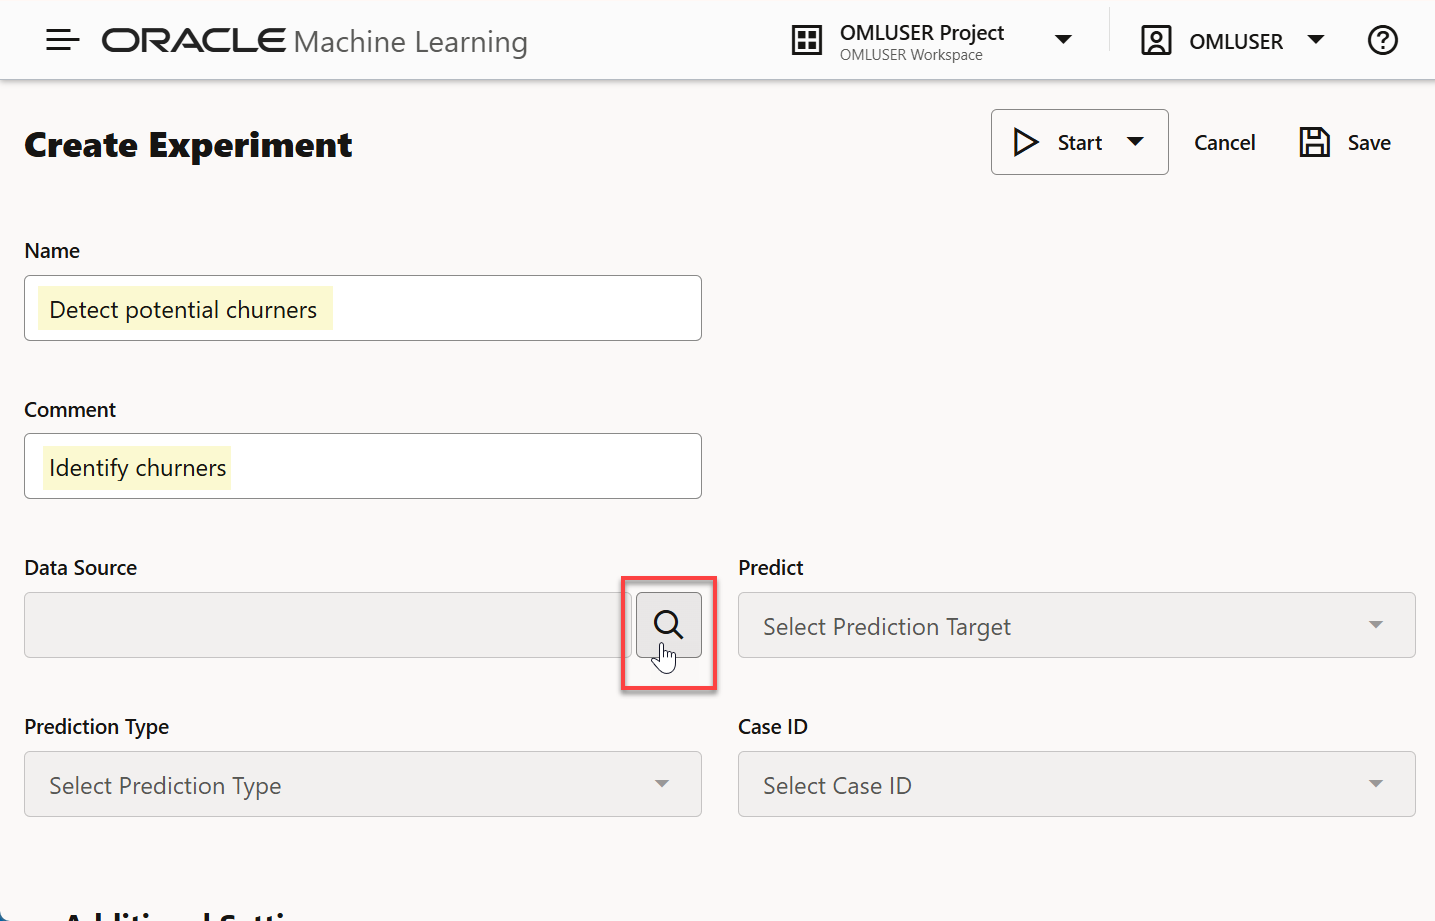 ORACLE Machine Learning
OMLUSER Project
OMLUSER Workspace
OMLUSER
Create Experiment
Start
Cancel
Save
Name
Detect potential churners
Comment
Identify churners
Data Source
Predict
Select Prediction Target
Prediction Type
Case ID
Select Prediction Type
Select Case ID